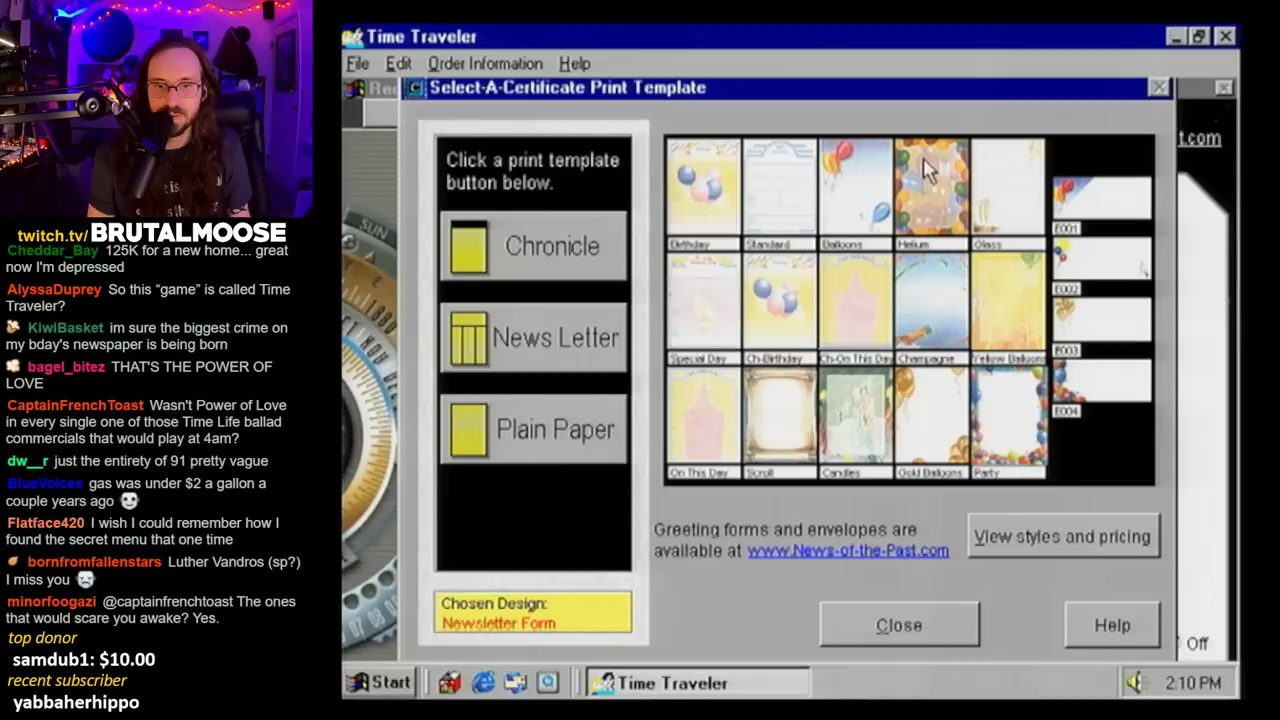 twitch.tv/BRUTALMOOSE
Cheddar_Bay 125K for a new home... great
now I'm depressed
AlyssaDuprey So this “game” is called Time
Traveler?
KiwiBasket im sure the biggest crime on
my bday's newspaper is being born
bagel_bitez THAT'S THE POWER OF
LOVE
CaptainFrenchToast Wasn't Power of Love
in every single one of those Time Life ballad
commercials that would play at 4am?
dw__r just the entirety of 91 pretty vague
BlueVoices gas was under $2 a gallon a
couple years ago
Flatface420 I wish I could remember how I
found the secret menu that one time
bornfromfallenstars Luther Vandros (sp?)
I miss you
minorfoogazi @captainfrenchtoast The ones
that would scare you awake? Yes.
top donor
samdub1: $10.00
recent subscriber
yabbaherhippo
Time Traveler
File Edit Order Information Help
Select-A-Certificate Print Template
t.com
Click a print template
button below.
Chronicle
News Letter
Plain Paper
Chosen Design:
Newsletter Form
Birthday Standard Balloons Helium Glass
Special Day Ch-Birthday Ch-On This Day Champagne Yellow Balloons
On This Day Scroll Candles Gold Balloons Party
E001
E002
E003
E004
Greeting forms and envelopes are
available at www.News-of-the-Past.com
View styles and pricing
Close Help
Off
SUN
1880
Start Time Traveler 2:10 PM